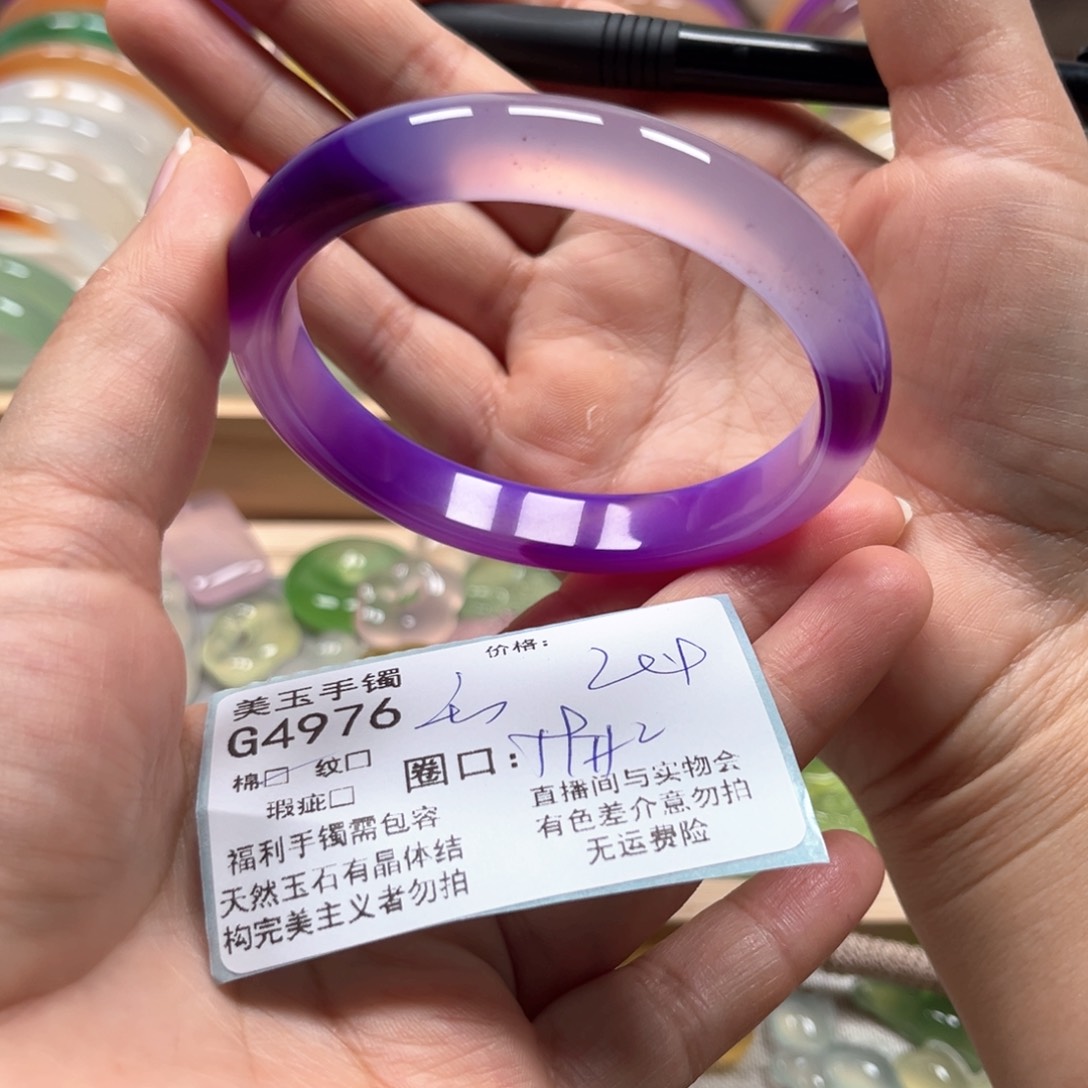 价格:
美玉手镯
G4976
棉☑ 纹□
圈口:
瑕疵□
福利手镯需包容
天然玉石有晶体结
构完美主义者勿拍
直播间与实物会
有色差介意勿拍
无运费险